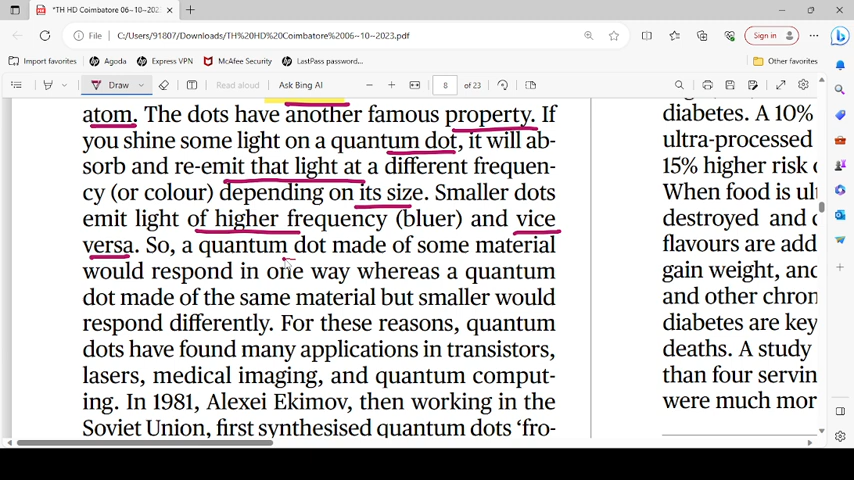 *TH HD Coimbatore 06-10-202
File
C:/Users/91807/Downloads/TH%20HD%20Coimbatore%2006-10-2023.pdf
Sign in
Import favorites
Agoda
Express VPN
McAfee Security
LastPass password...
Other favorites
Draw
Read aloud
Ask Bing AI
8
of 23
atom. The dots have another famous property. If
you shine some light on a quantum dot, it will ab-
sorb and re-emit that light at a different frequen-
cy (or colour) depending on its size. Smaller dots
emit light of higher frequency (bluer) and vice
versa. So, a quantum dot made of some material
would respond in one way whereas a quantum
dot made of the same material but smaller would
respond differently. For these reasons, quantum
dots have found many applications in transistors,
lasers, medical imaging, and quantum comput-
ing. In 1981, Alexei Ekimov, then working in the
Soviet Union, first synthesised quantum dots ‘fro-
diabetes. A 10%
ultra-processed
15% higher risk
When food is ul
destroyed and
flavours are add
gain weight, and
and other chron
diabetes are key
deaths. A study
than four servin
were much mor